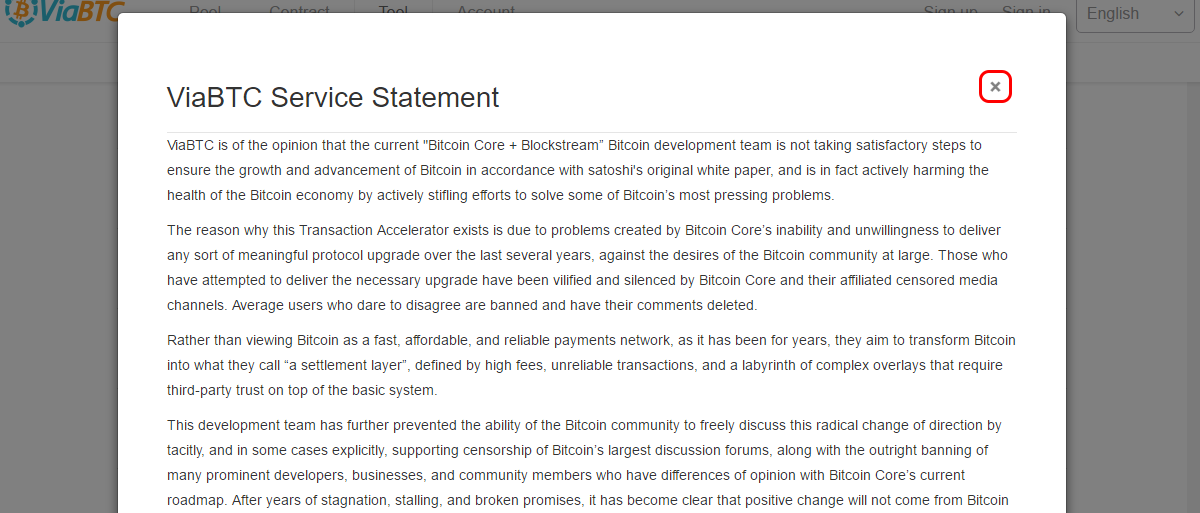 ViaBTC
Pool Contract Tool Account Sign up Sign in English
ViaBTC Service Statement
ViaBTC is of the opinion that the current "Bitcoin Core + Blockstream” Bitcoin development team is not taking satisfactory steps to
ensure the growth and advancement of Bitcoin in accordance with satoshi's original white paper, and is in fact actively harming the
health of the Bitcoin economy by actively stifling efforts to solve some of Bitcoin’s most pressing problems.
The reason why this Transaction Accelerator exists is due to problems created by Bitcoin Core’s inability and unwillingness to deliver
any sort of meaningful protocol upgrade over the last several years, against the desires of the Bitcoin community at large. Those who
have attempted to deliver the necessary upgrade have been vilified and silenced by Bitcoin Core and their affiliated censored media
channels. Average users who dare to disagree are banned and have their comments deleted.
Rather than viewing Bitcoin as a fast, affordable, and reliable payments network, as it has been for years, they aim to transform Bitcoin
into what they call “a settlement layer”, defined by high fees, unreliable transactions, and a labyrinth of complex overlays that require
third-party trust on top of the basic system.
This development team has further prevented the ability of the Bitcoin community to freely discuss this radical change of direction by
tacitly, and in some cases explicitly, supporting censorship of Bitcoin’s largest discussion forums, along with the outright banning of
many prominent developers, businesses, and community members who have differences of opinion with Bitcoin Core’s current
roadmap. After years of stagnation, stalling, and broken promises, it has become clear that positive change will not come from Bitcoin